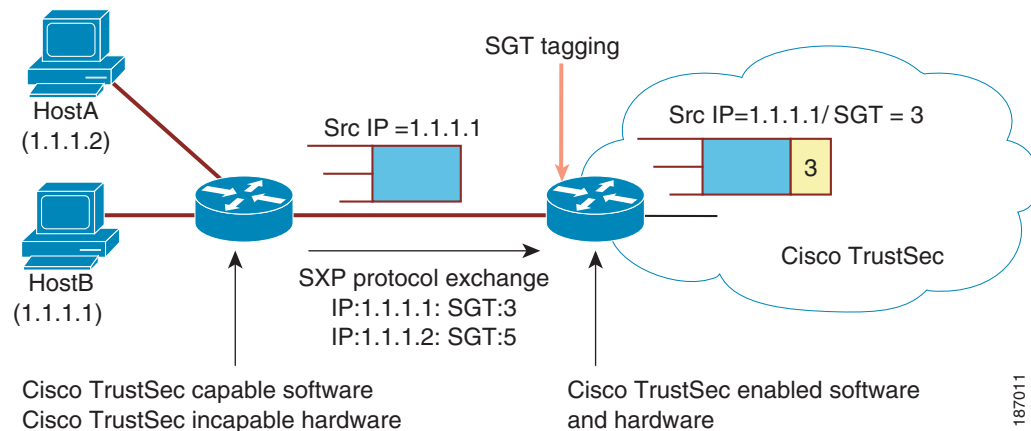 SGT tagging
HostA
(1.1.1.2)
Src IP =1.1.1.1
Src IP=1.1.1.1/ SGT = 3
3
HostB
(1.1.1.1)
SXP protocol exchange
IP:1.1.1.1: SGT:3
IP:1.1.1.2: SGT:5
Cisco TrustSec
Cisco TrustSec capable software
Cisco TrustSec incapable hardware
Cisco TrustSec enabled software
and hardware
187011